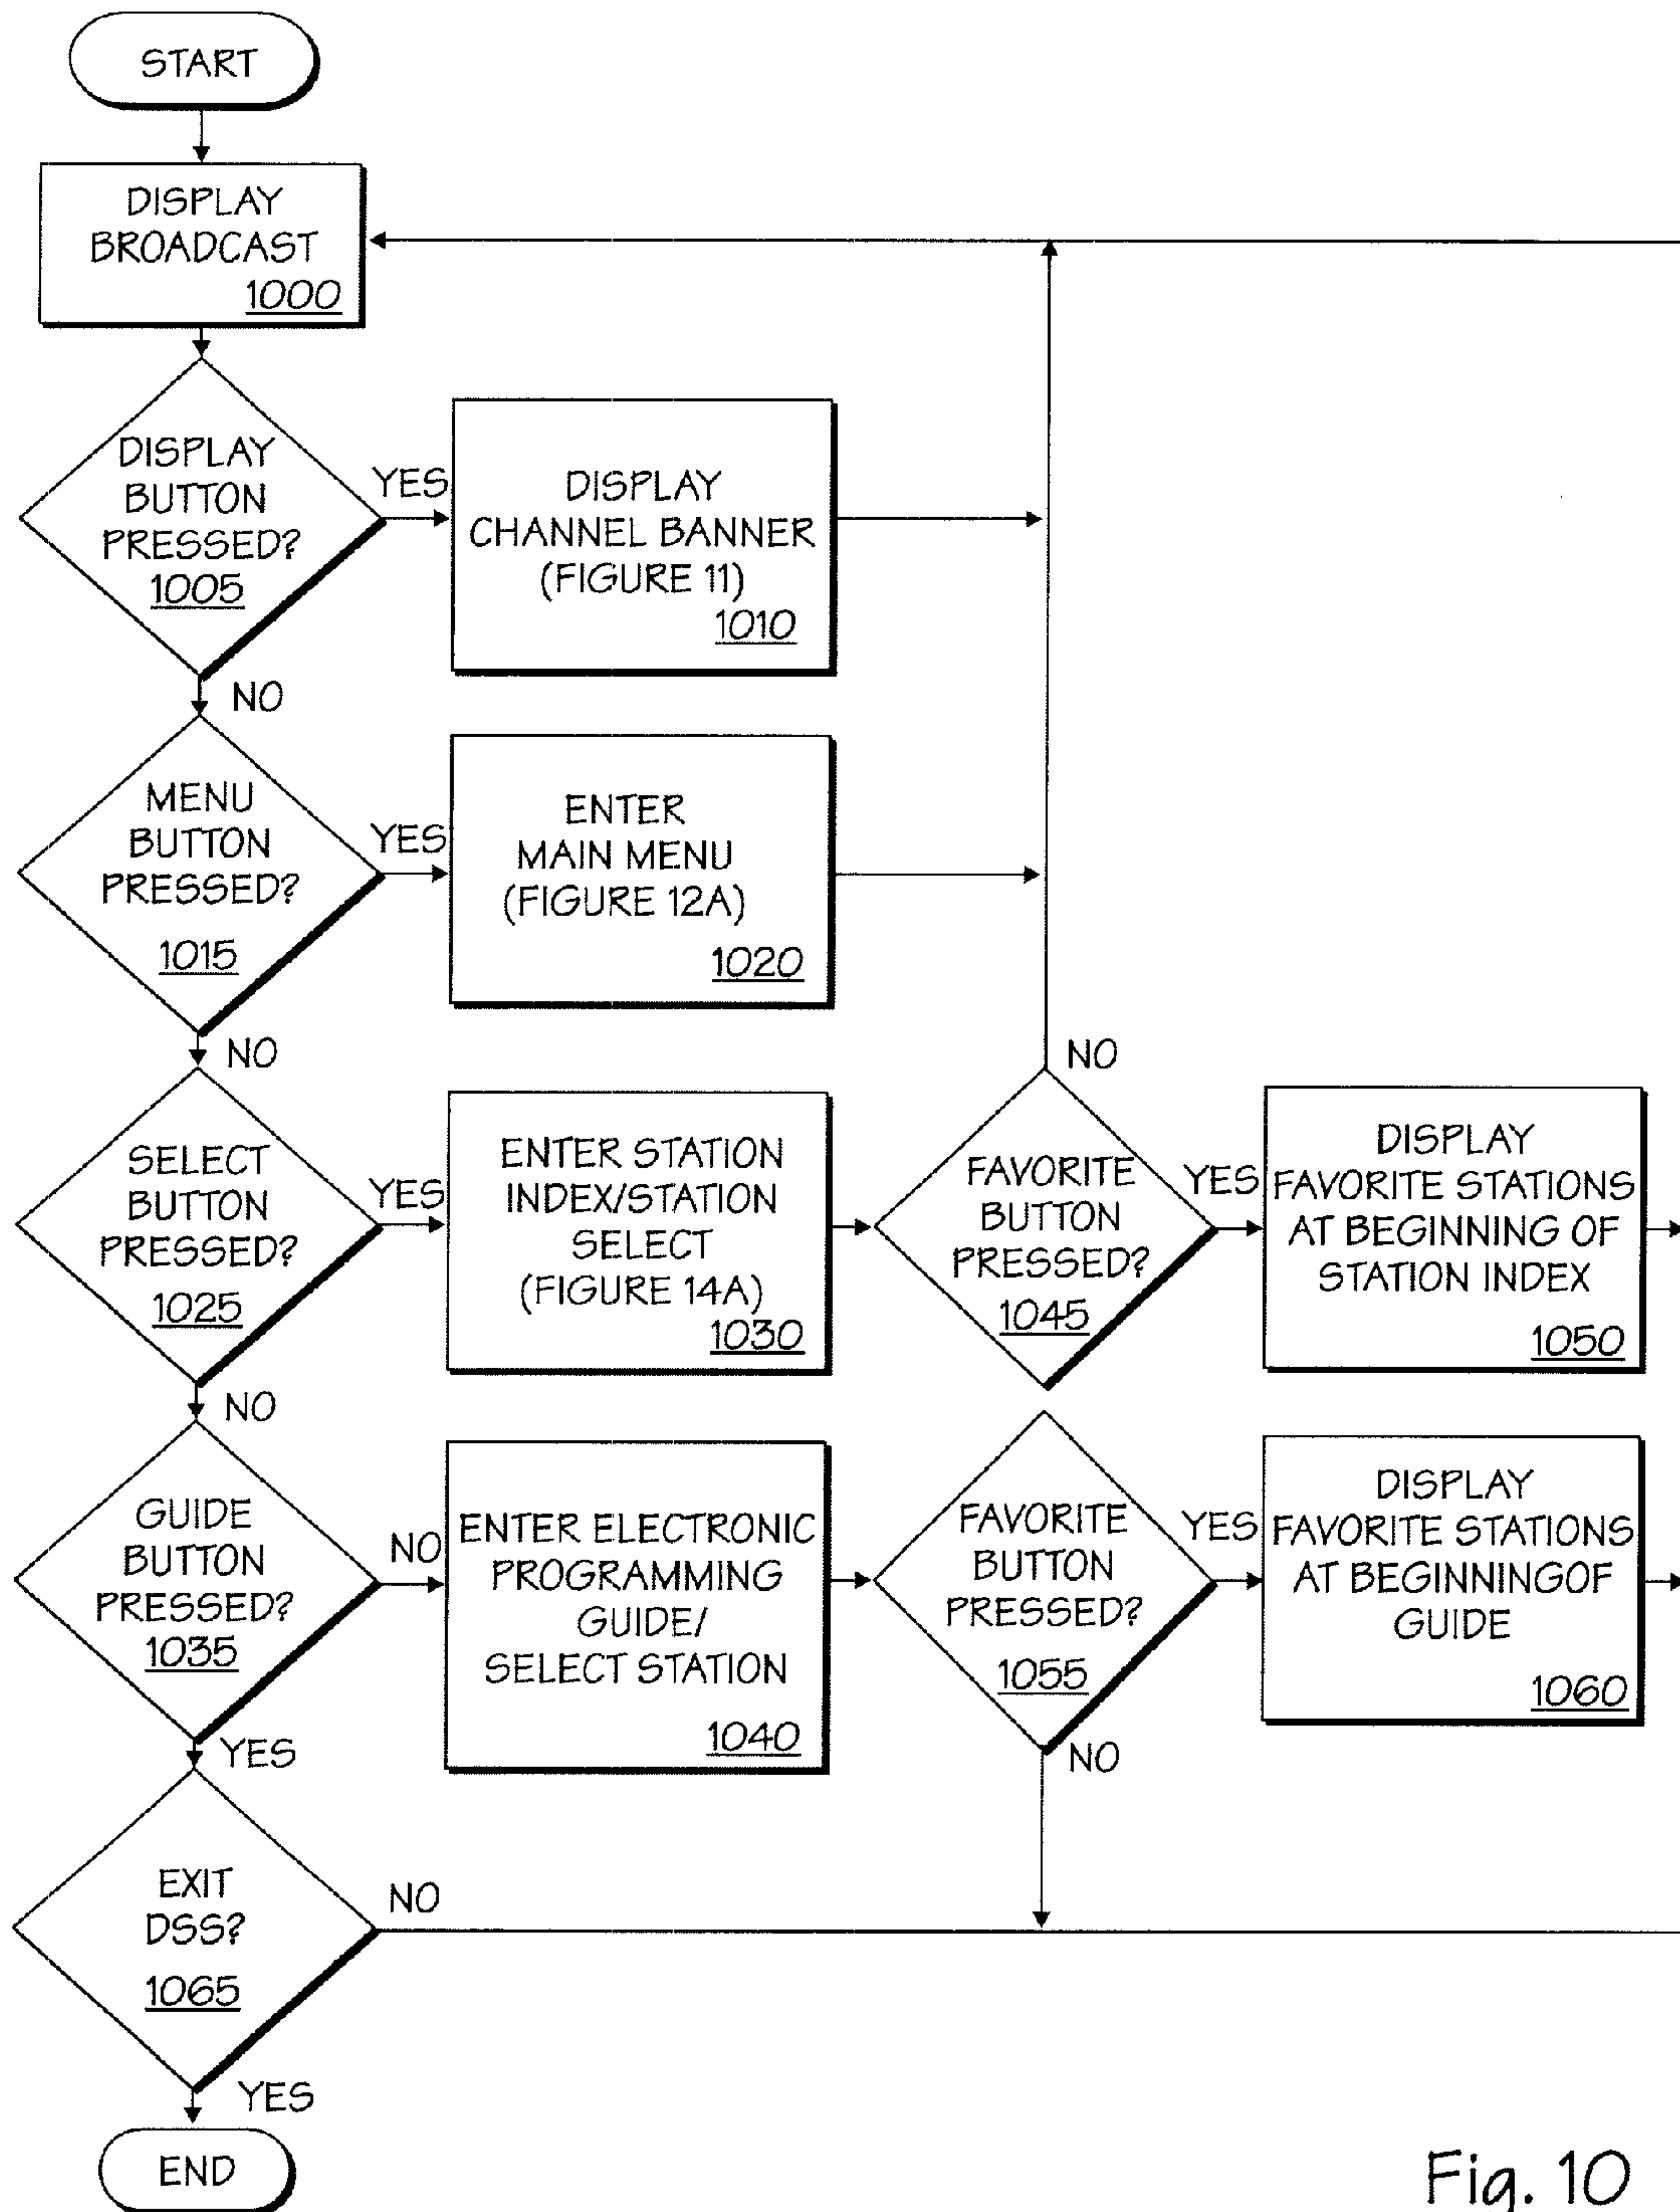 START
DISPLAY
BROADCAST
1000
DISPLAY
BUTTON
PRESSED?
1005
YES
NO
DISPLAY
CHANNEL BANNER
(FIGURE 11)
1010
MENU
BUTTON
PRESSED?
1015
YES
NO
ENTER
MAIN MENU
(FIGURE 12A)
1020
SELECT
BUTTON
PRESSED?
1025
YES
NO
ENTER STATION
INDEX/STATION
SELECT
(FIGURE 14A)
1030
NO
FAVORITE
BUTTON
PRESSED?
1045
YES
DISPLAY
FAVORITE STATIONS
AT BEGINNING OF
STATION INDEX
1050
GUIDE
BUTTON
PRESSED?
1035
NO
YES
ENTER ELECTRONIC
PROGRAMMING
GUIDE/
SELECT STATION
1040
FAVORITE
BUTTON
PRESSED?
1055
YES
NO
DISPLAY
FAVORITE STATIONS
AT BEGINNINGOF
GUIDE
1060
EXIT
DSS?
1065
NO
YES
END
Fig. 10